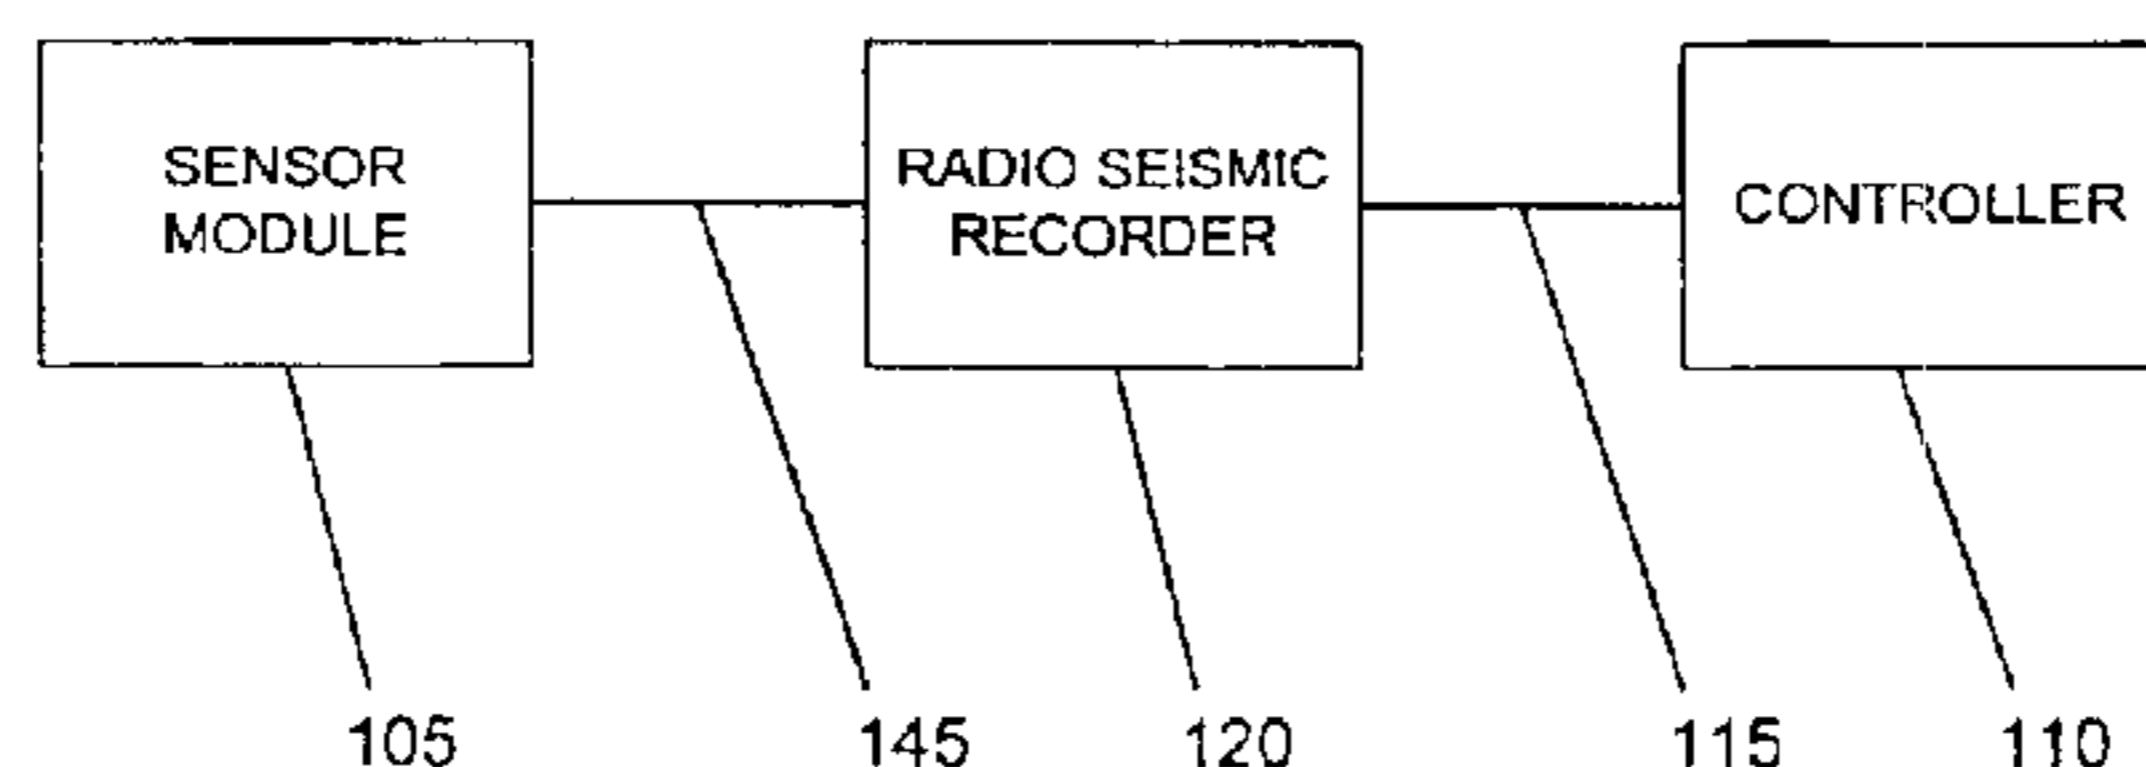 SENSOR
MODULE
RADIO SEISMIC
RECORDER
CONTROLLER
105
145
120
115
110